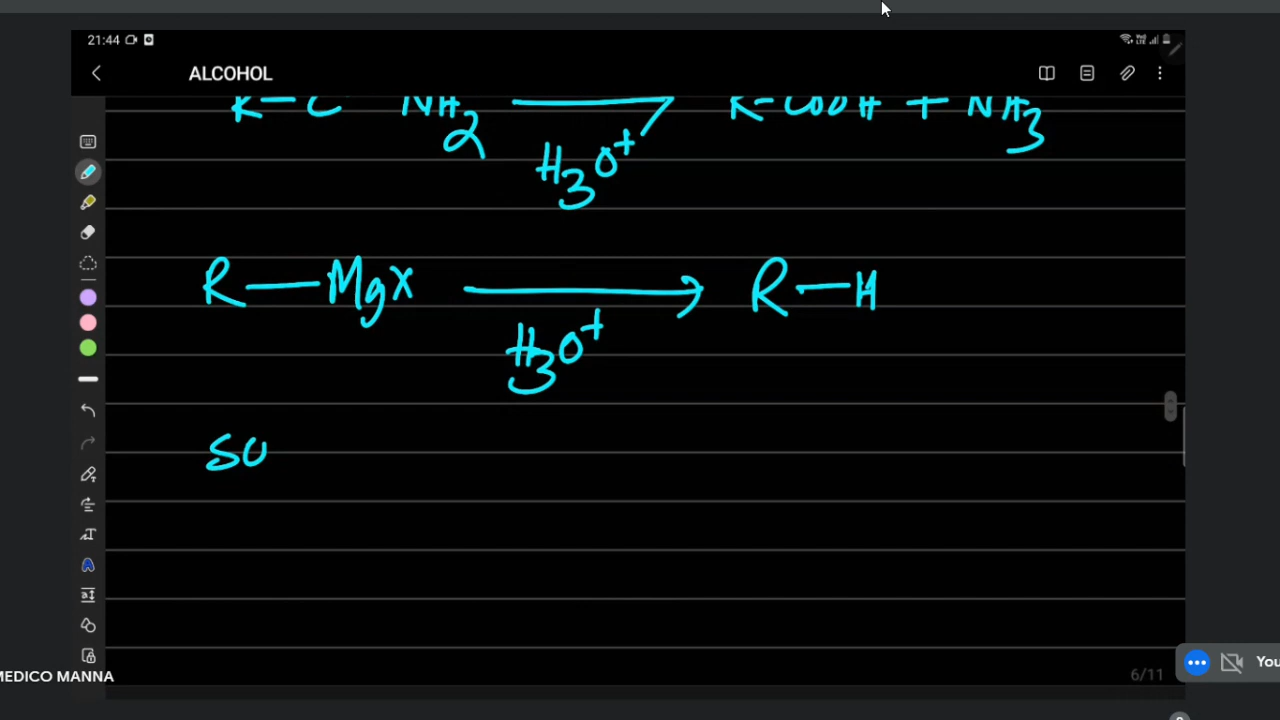 21:44
ALCOHOL
R—C NH2 → R-COOH + NH3
H3O+
R—MgX → R—H
H3O+
SO
6/11
MEDICO MANNA
You